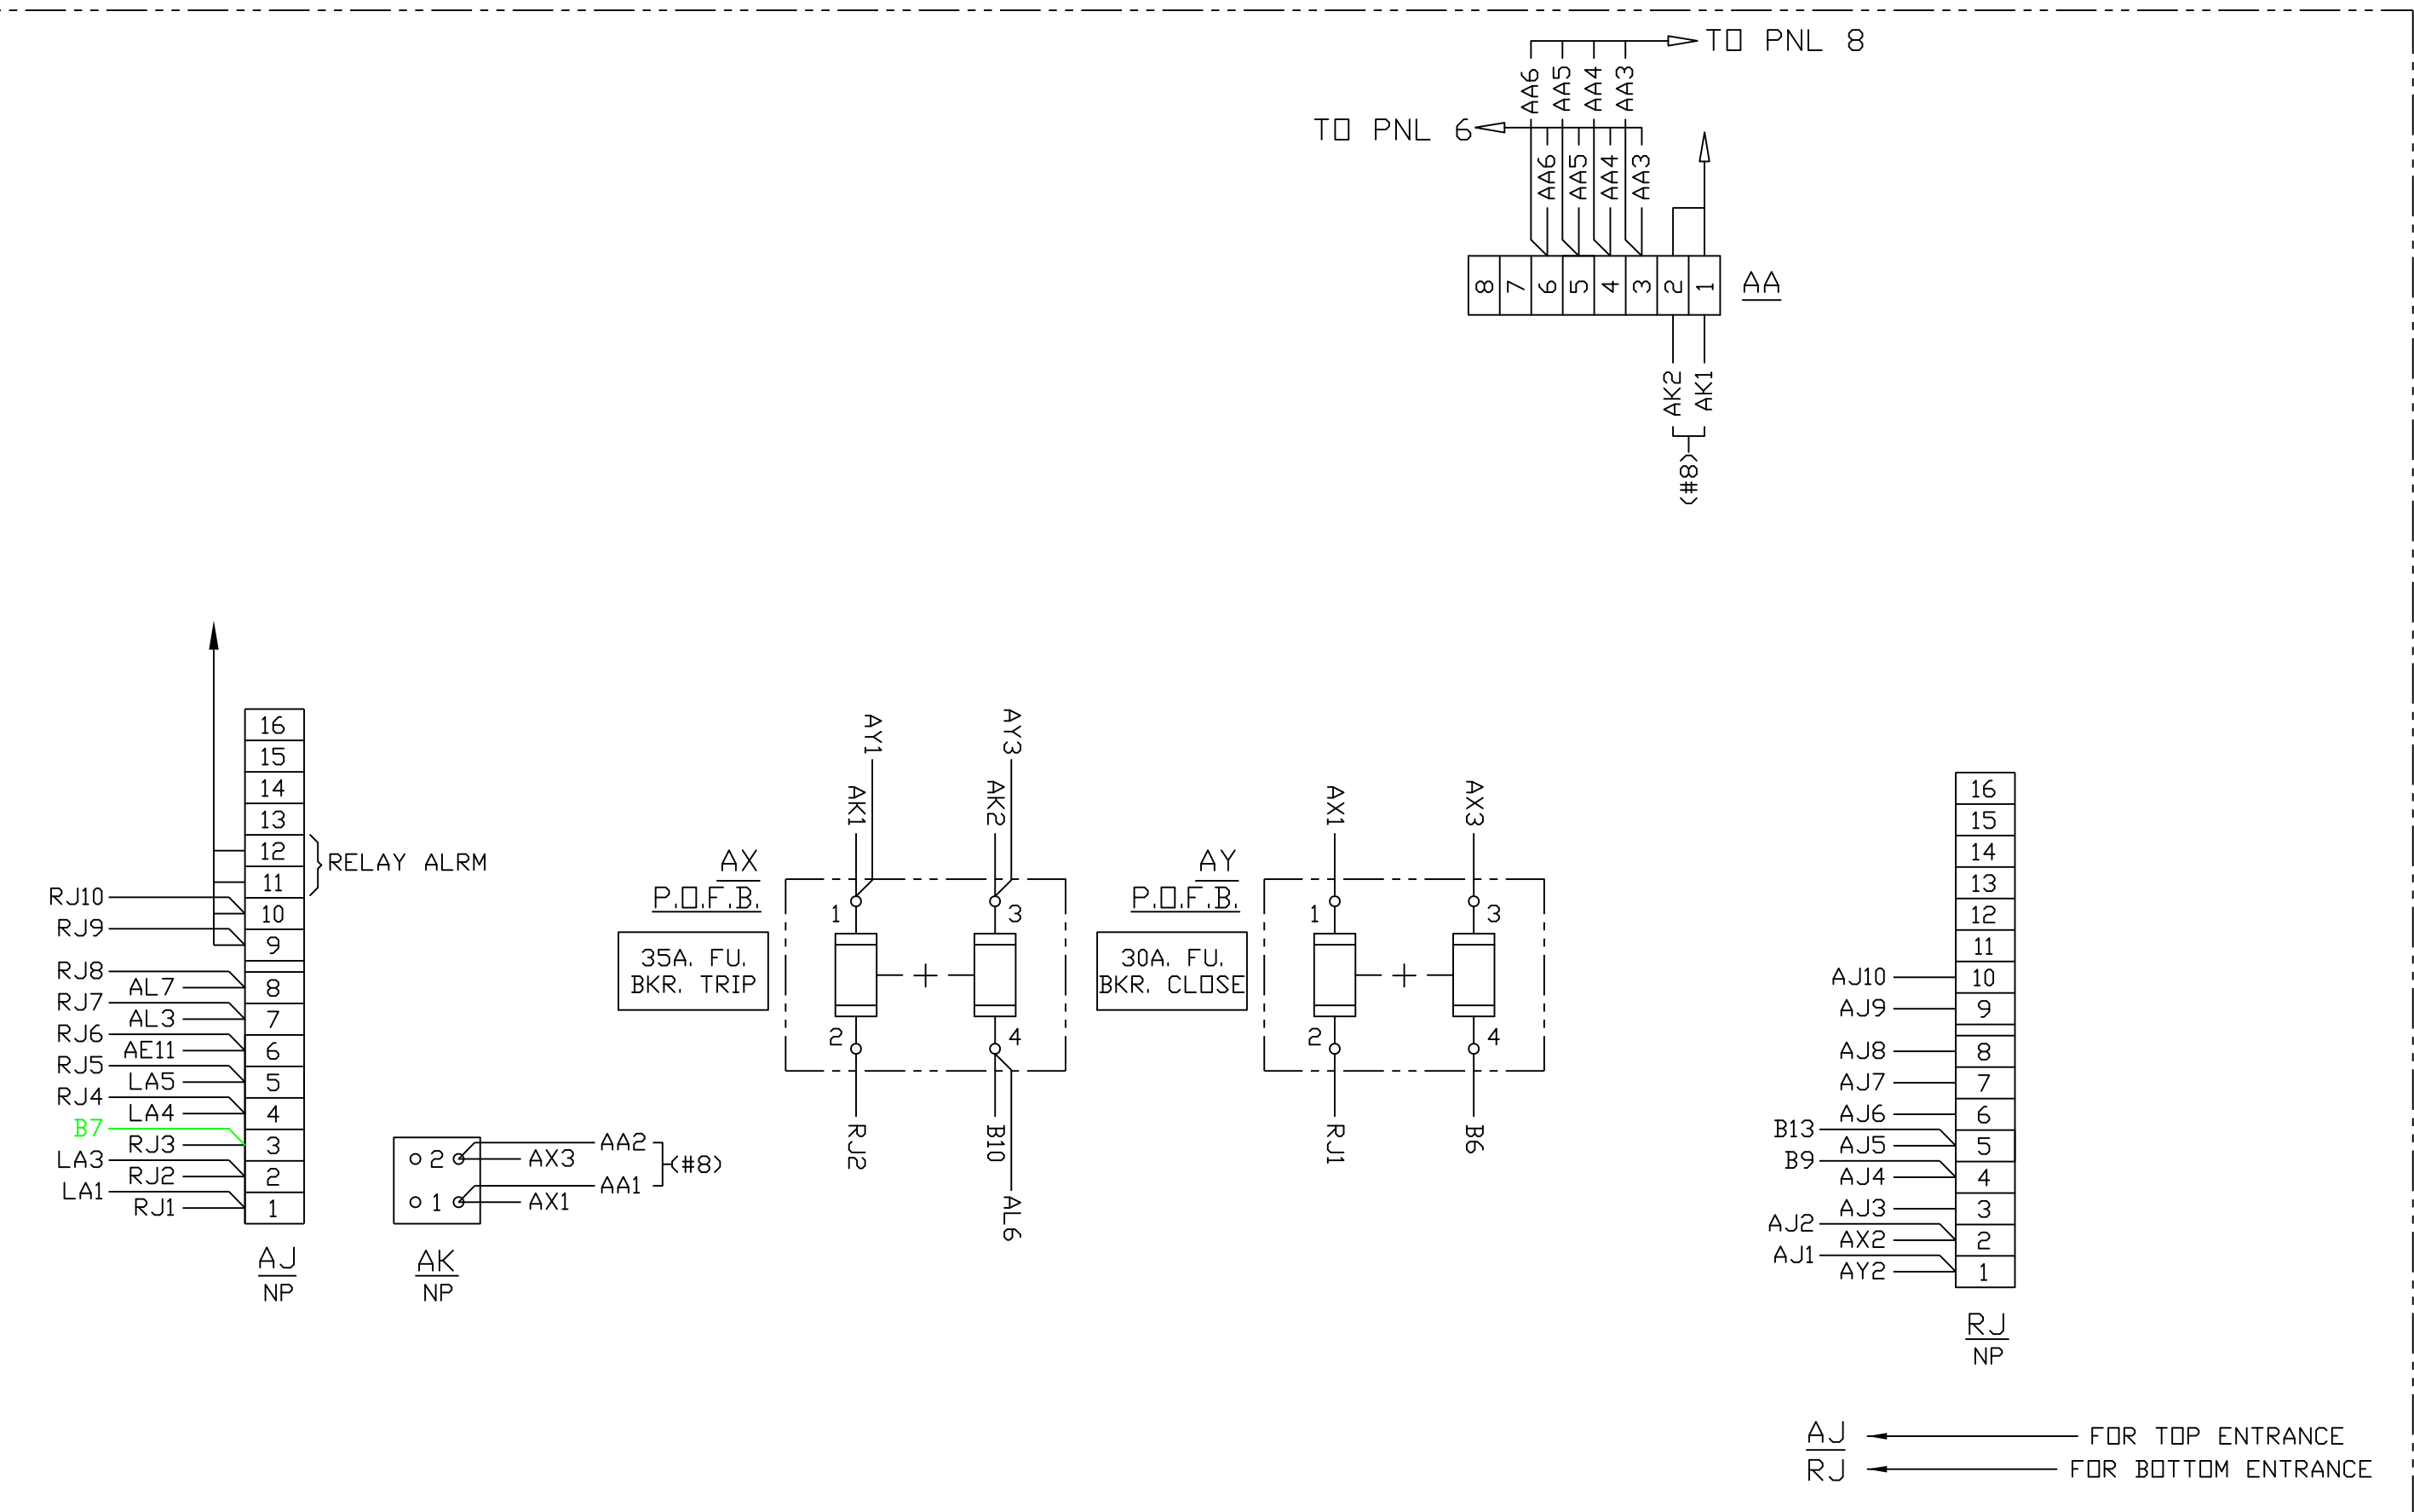 TO PNL 8
AA6
AA5
AA4
AA3
TO PNL 6
AA6
AA5
AA4
AA3
8
7
6
5
4
3
2
1
AA
AK2
AK1
(#8)
16
15
14
13
12
11
10
9
8
7
6
5
4
3
2
1
RELAY ALRM
RJ10
RJ9
RJ8
AL7
RJ7
AL3
RJ6
AE11
RJ5
LA5
RJ4
LA4
B7
RJ3
LA3
RJ2
LA1
RJ1
AJ
NP
2
1
AA2
AX3
AA1
AX1
(#8)
AK
NP
AY1
AK1
AY3
AK2
AX
P.O.F.B.
35A. FU.
BKR. TRIP
1
3
2
4
RJ2
B10
AL6
AX1
AX3
AY
P.O.F.B.
30A. FU.
BKR. CLOSE
1
3
2
4
RJ1
B6
16
15
14
13
12
11
10
9
8
7
6
5
4
3
2
1
AJ10
AJ9
AJ8
AJ7
AJ6
B13
AJ5
B9
AJ4
AJ3
AJ2
AX2
AJ1
AY2
RJ
NP
AJ FOR TOP ENTRANCE
RJ FOR BOTTOM ENTRANCE